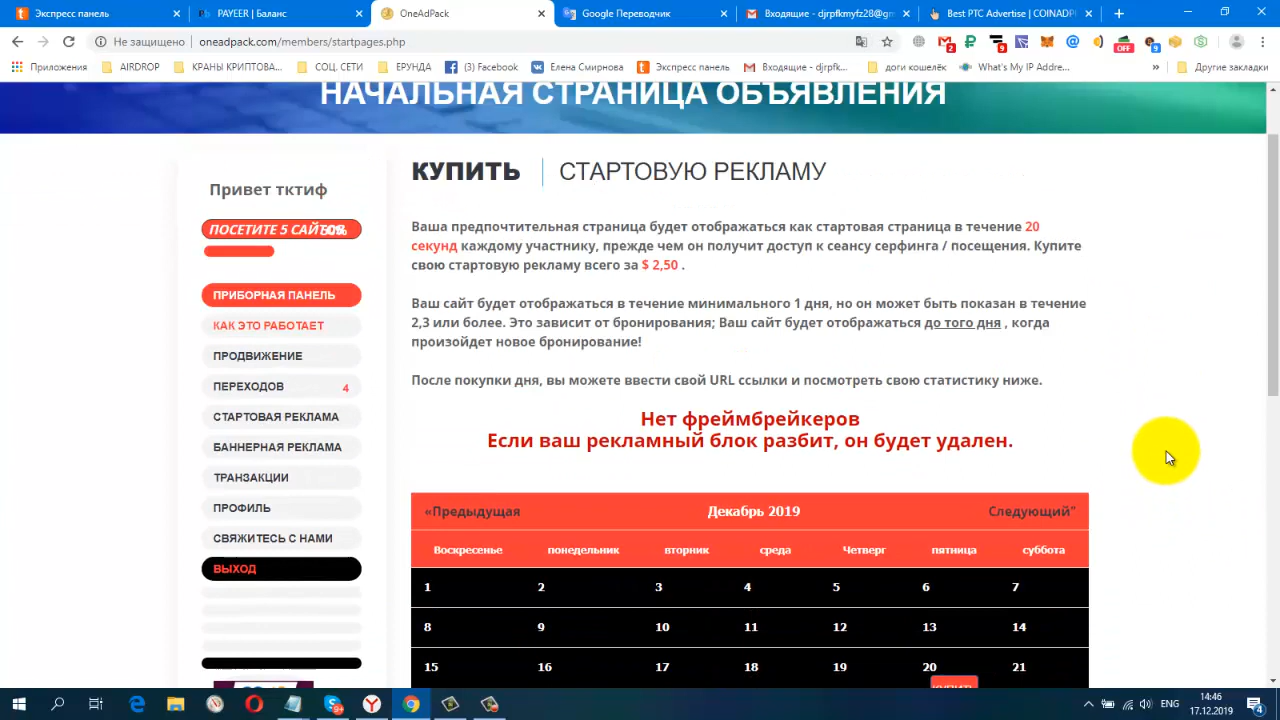 Экспресс панель
PAYEER | Баланс
OneAdPack
Google Переводчик
Входящие - djrpfkmyfz28@gm
Best PTC Advertise | COINADP
Не защищено | oneadpack.com/members/startpages.php
2
9
OFF
9
Приложения
AIRDROP
КРАНЫ КРИПТОВА...
СОЦ. СЕТИ
ЕРУНДА
(3) Facebook
Елена Смирнова
Экспресс панель
Входящие - djrpfk...
доги кошелёк
What's My IP Addre...
»
Другие закладки
НАЧАЛЬНАЯ СТРАНИЦА ОБЪЯВЛЕНИЯ
Привет тктиф
ПОСЕТИТЕ 5 САЙТОВ
ПРИБОРНАЯ ПАНЕЛЬ
КАК ЭТО РАБОТАЕТ
ПРОДВИЖЕНИЕ
ПЕРЕХОДОВ 4
СТАРТОВАЯ РЕКЛАМА
БАННЕРНАЯ РЕКЛАМА
ТРАНЗАКЦИИ
ПРОФИЛЬ
СВЯЖИТЕСЬ С НАМИ
ВЫХОД
КУПИТЬ СТАРТОВУЮ РЕКЛАМУ
Ваша предпочтительная страница будет отображаться как стартовая страница в течение 20
секунд каждому участнику, прежде чем он получит доступ к сеансу серфинга / посещения. Купите
свою стартовую рекламу всего за $ 2,50 .
Ваш сайт будет отображаться в течение минимального 1 дня, но он может быть показан в течение
2,3 или более. Это зависит от бронирования; Ваш сайт будет отображаться до того дня , когда
произойдет новое бронирование!
После покупки дня, вы можете ввести свой URL ссылки и посмотреть свою статистику ниже.
Нет фреймбрейкеров
Если ваш рекламный блок разбит, он будет удален.
«Предыдущая Декабрь 2019 Следующий"
Воскресенье понедельник вторник среда Четверг пятница суббота
1 2 3 4 5 6 7
8 9 10 11 12 13 14
15 16 17 18 19 20 21
КУПИТЬ
ENG
14:46
17.12.2019
4